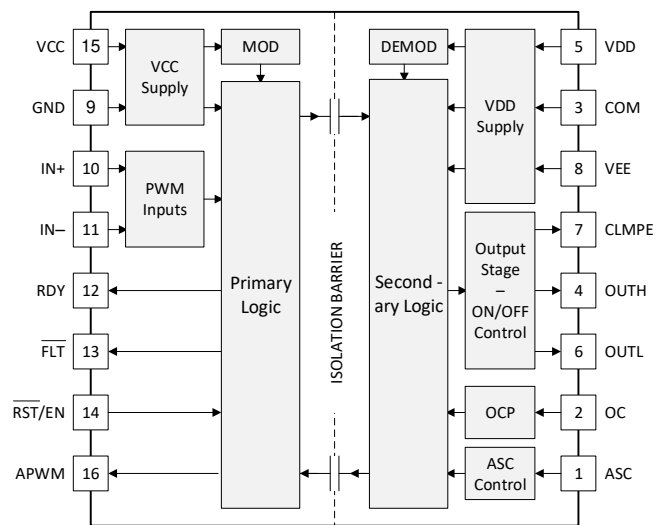 VCC 15 MOD DEMOD 5 VDD
VCC
Supply
GND 9 VDD
Supply 3 COM
IN+ 10 8 VEE
PWM
Inputs
IN– 11 7 CLMPE
Output
Stage
–
ON/OFF
Control
RDY 12 Primary
Logic
ISOLATION BARRIER
Second -
ary Logic
4 OUTH
FLT 13 6 OUTL
RST/EN 14 OCP 2 OC
APWM 16 ASC
Control 1 ASC